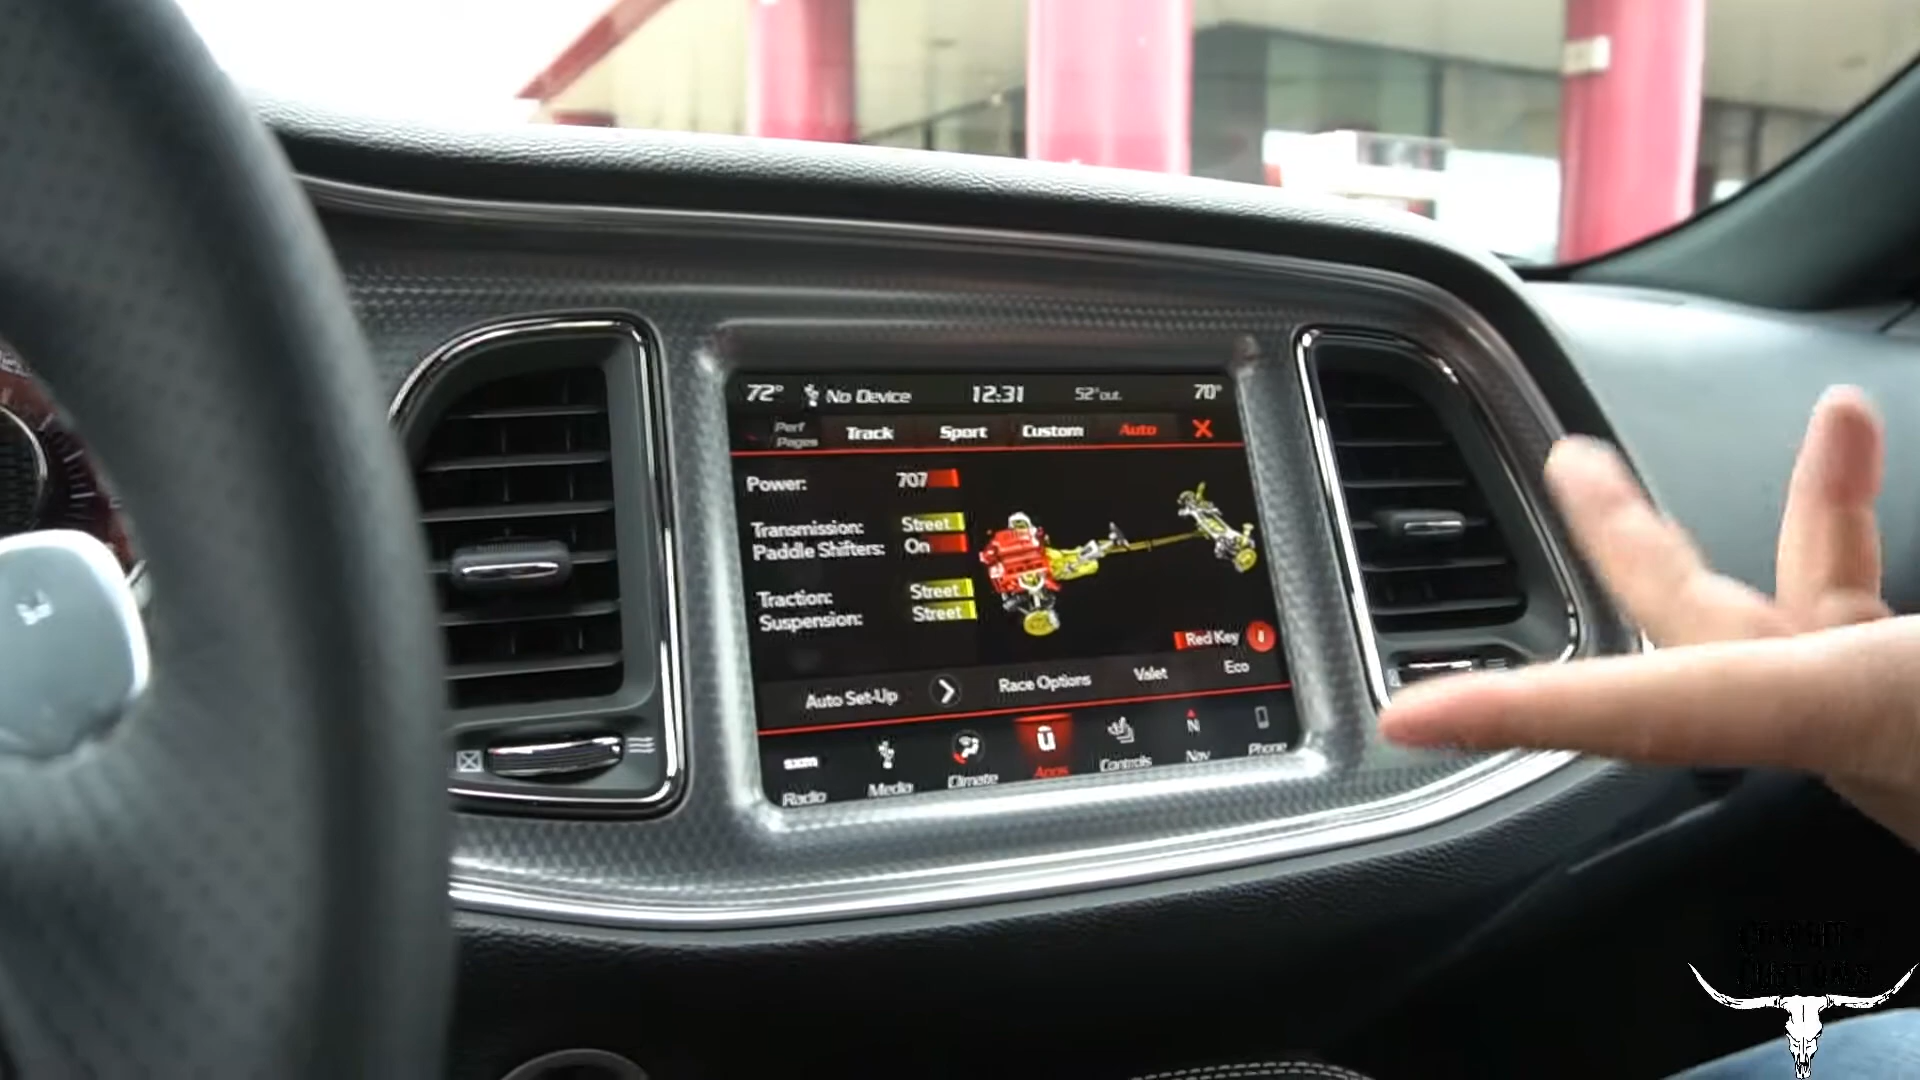 72° No Device 12:31 52°out. 70°
Perf Pages Track Sport Custom Auto X
Power: 707
Transmission: Street
Paddle Shifters: On
Traction: Street
Suspension: Street
Red Key
Auto Set-Up Race Options Valet Eco
sxm N
Radio Media Climate Apps Controls Nav Phone